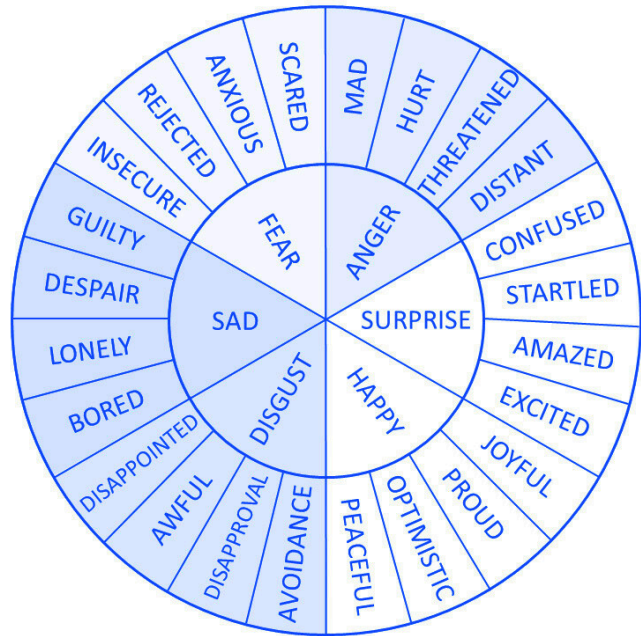 SCARED
MAD
HURT
THREATENED
DISTANT
CONFUSED
STARTLED
AMAZED
EXCITED
JOYFUL
PROUD
OPTIMISTIC
PEACEFUL
AVOIDANCE
DISAPPROVAL
AWFUL
DISAPPOINTED
BORED
LONELY
DESPAIR
GUILTY
INSECURE
REJECTED
ANXIOUS
FEAR
ANGER
SURPRISE
HAPPY
DISGUST
SAD